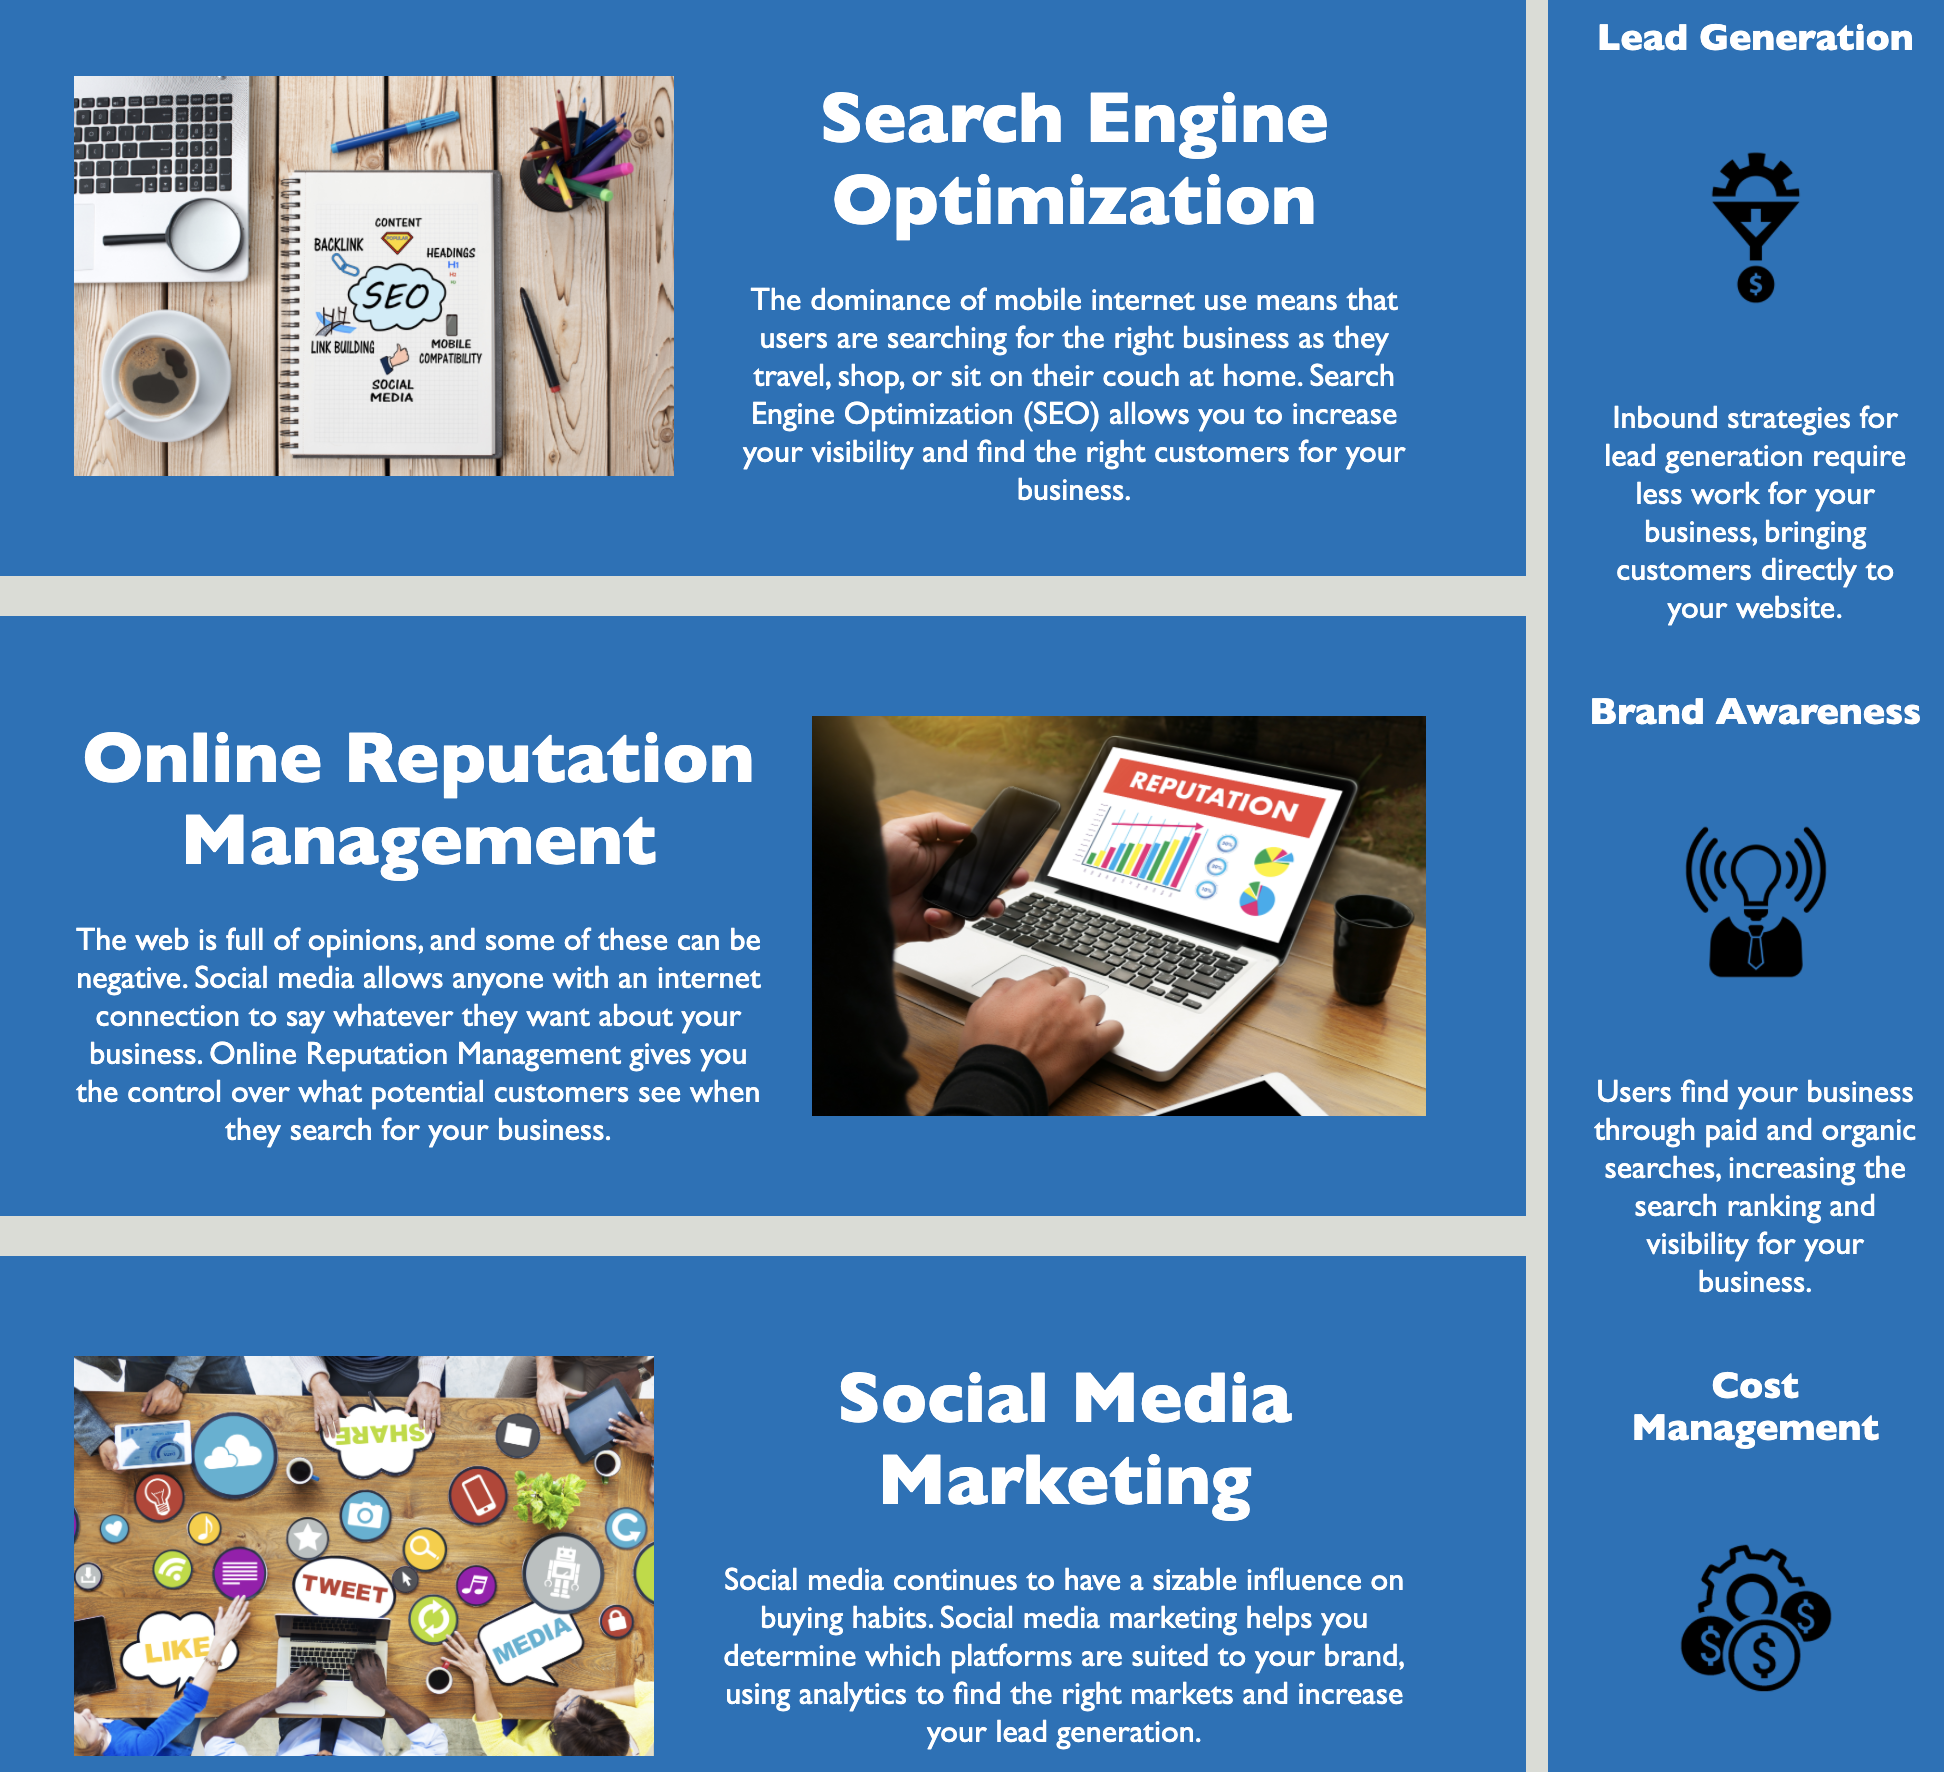 Search Engine
Optimization
The dominance of mobile internet use means that
users are searching for the right business as they
travel, shop, or sit on their couch at home. Search
Engine Optimization (SEO) allows you to increase
your visibility and find the right customers for your
business.
CONTENT
POPULAR
BACKLINK
HEADINGS
H1
H2
H3
SEO
LINK BUILDING
MOBILE
COMPATIBILITY
SOCIAL
MEDIA
Online Reputation
Management
The web is full of opinions, and some of these can be
negative. Social media allows anyone with an internet
connection to say whatever they want about your
business. Online Reputation Management gives you
the control over what potential customers see when
they search for your business.
REPUTATION
Social Media
Marketing
Social media continues to have a sizable influence on
buying habits. Social media marketing helps you
determine which platforms are suited to your brand,
using analytics to find the right markets and increase
your lead generation.
SHARE
TWEET
LIKE
MEDIA
Lead Generation
$
Inbound strategies for
lead generation require
less work for your
business, bringing
customers directly to
your website.
Brand Awareness
Users find your business
through paid and organic
searches, increasing the
search ranking and
visibility for your
business.
Cost
Management
$
$
$